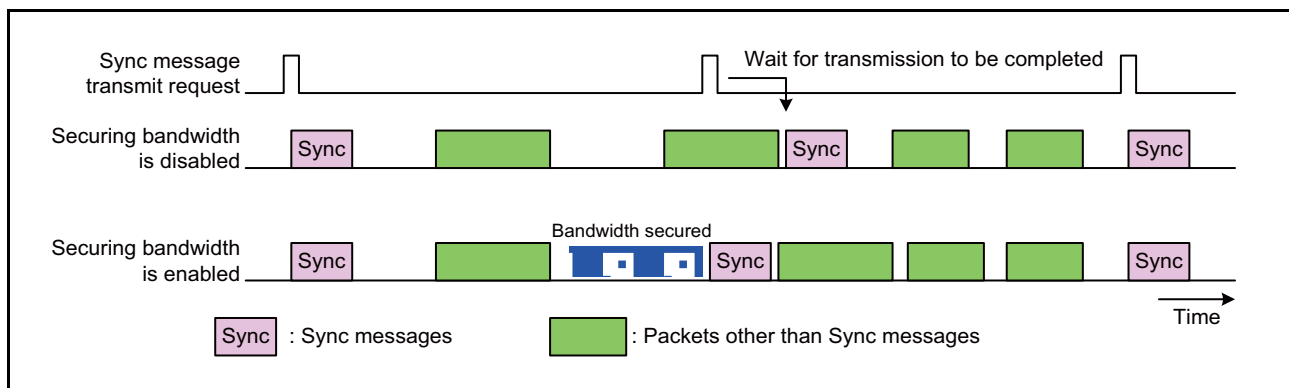 Sync message
transmit request
Wait for transmission to be completed
Securing bandwidth
is disabled
Sync
Sync
Sync
Bandwidth secured
Securing bandwidth
is enabled
Sync
Sync
Sync
Time
Sync : Sync messages
: Packets other than Sync messages